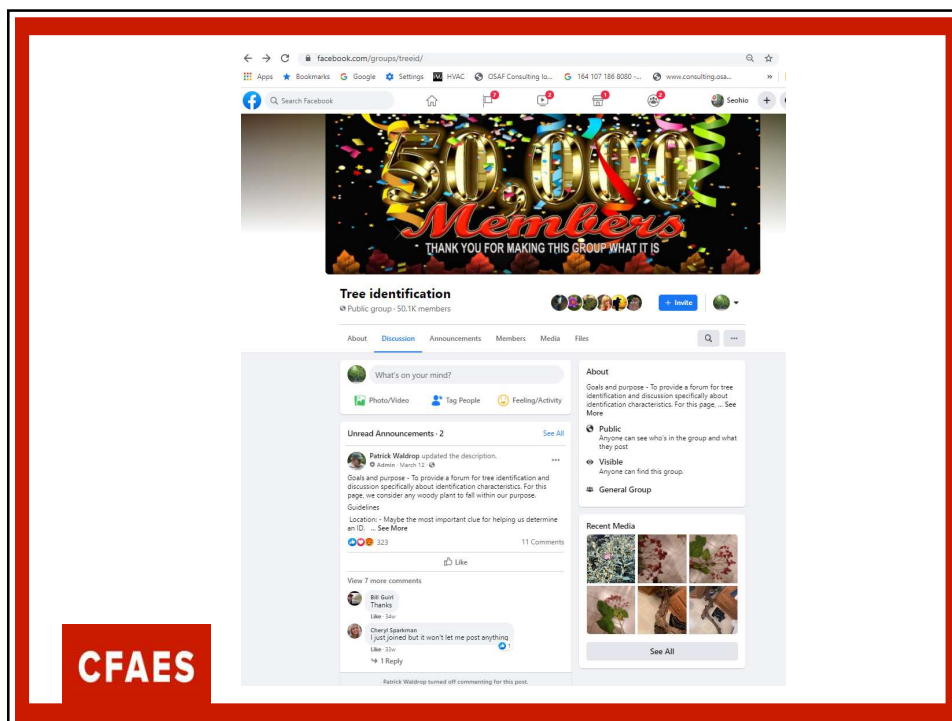 facebook.com/groups/treeid/
Apps Bookmarks Google Settings HVAC OSAF Consulting lo... 164 107 186 8080 -... www.consulting.osa... »
Search Facebook 7 2 1 2 Seohio +
50,000
Members
THANK YOU FOR MAKING THIS GROUP WHAT IT IS
Tree identification
Public group · 50.1K members
+ Invite
About Discussion Announcements Members Media Files
What's on your mind?
Photo/Video Tag People Feeling/Activity
Unread Announcements · 2 See All
Patrick Waldrop updated the description.
Admin · March 12 ·
Goals and purpose - To provide a forum for tree identification and
discussion specifically about identification characteristics. For this
page, we consider any woody plant to fall within our purpose.
Guidelines
Location: - Maybe the most important clue for helping us determine
an ID. ... See More
323 11 Comments
Like
View 7 more comments
Bill Guirl
Thanks
Like · 34w
Cheryl Sparkman
I just joined but it won't let me post anything
1
Like · 33w
1 Reply
Patrick Waldrop turned off commenting for this post.
About
Goals and purpose - To provide a forum for tree
identification and discussion specifically about
identification characteristics. For this page, ... See
More
Public
Anyone can see who's in the group and what
they post
Visible
Anyone can find this group.
General Group
Recent Media
See All
CFAES